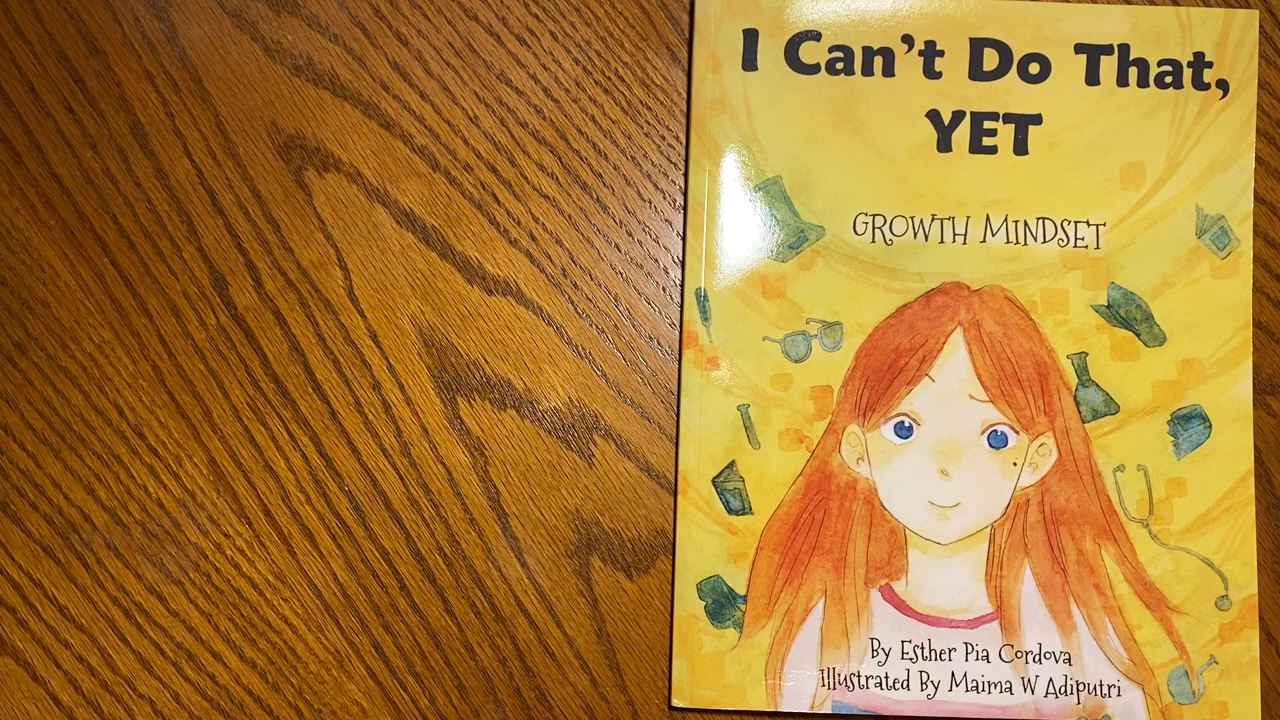 I Can't Do That,
YET
GROWTH MINDSET
By Esther Pia Cordova
Illustrated By Maima W Adiputri